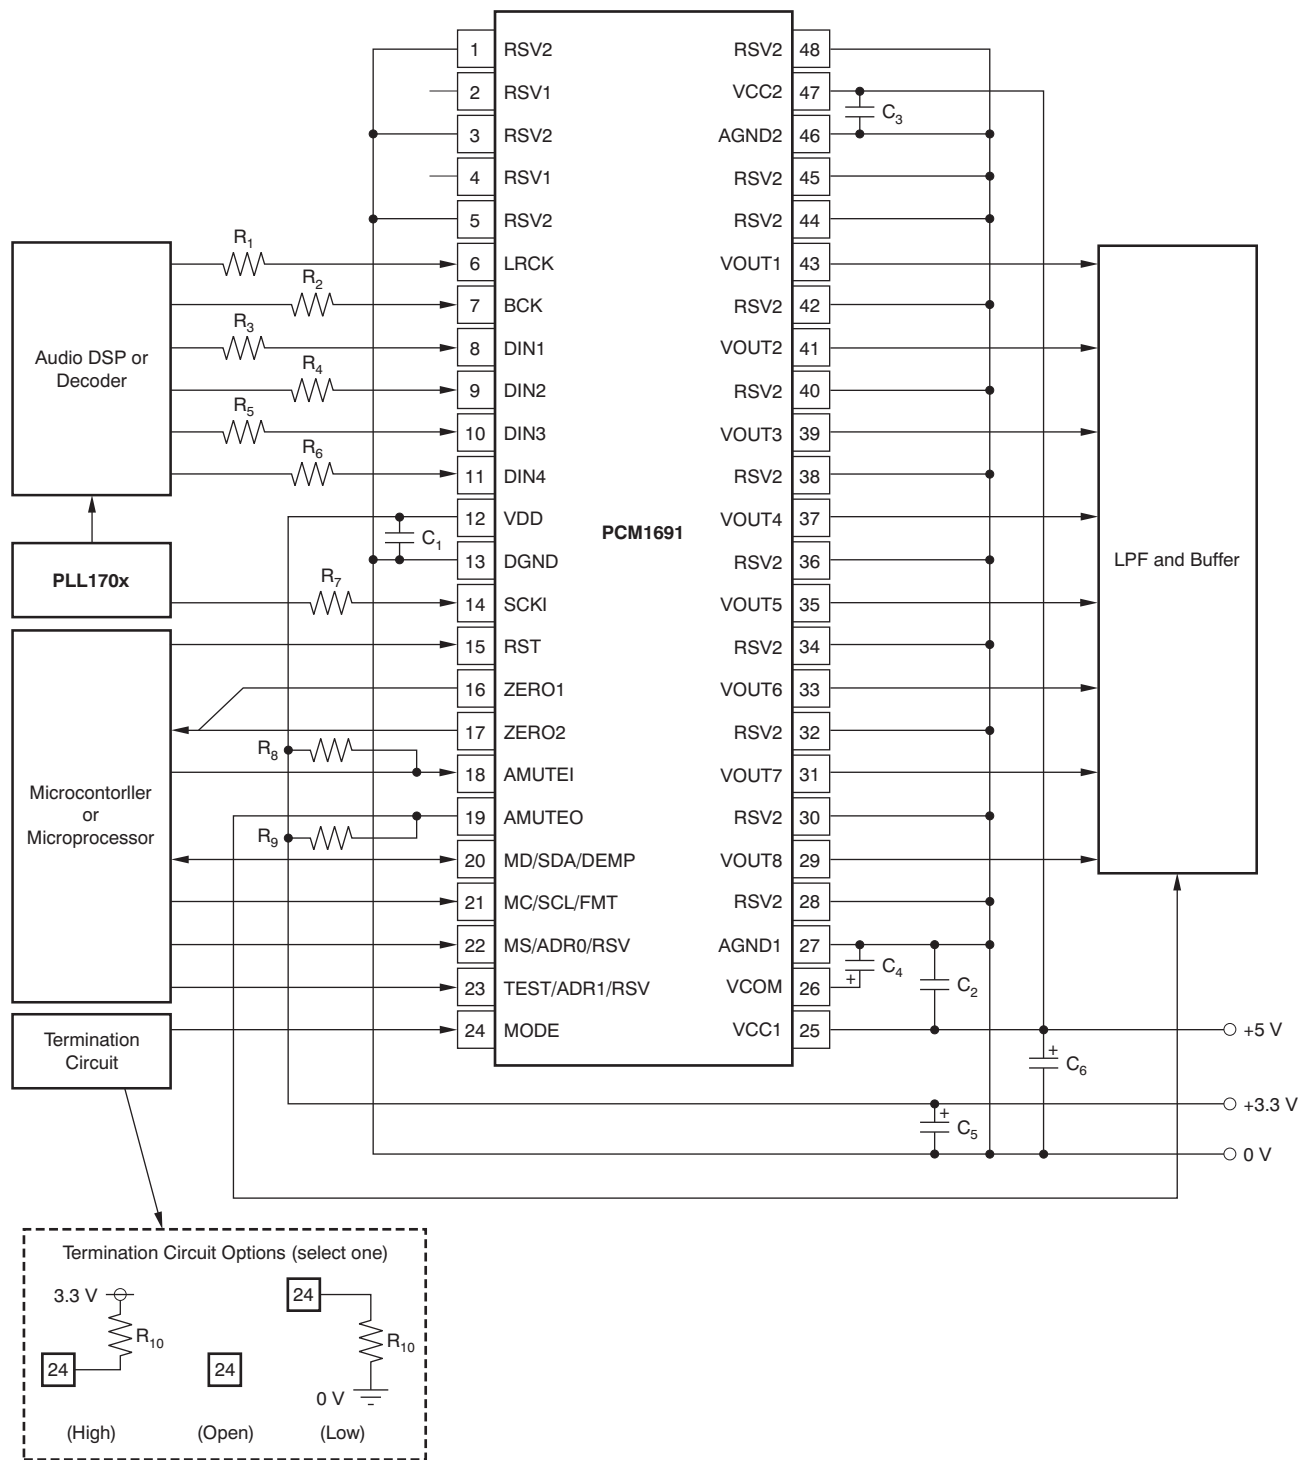 PCM1691
1 RSV2
2 RSV1
3 RSV2
4 RSV1
5 RSV2
6 LRCK
7 BCK
8 DIN1
9 DIN2
10 DIN3
11 DIN4
12 VDD
13 DGND
14 SCKI
15 RST
16 ZERO1
17 ZERO2
18 AMUTEI
19 AMUTEO
20 MD/SDA/DEMP
21 MC/SCL/FMT
22 MS/ADR0/RSV
23 TEST/ADR1/RSV
24 MODE
RSV2 48
VCC2 47
AGND2 46
RSV2 45
RSV2 44
VOUT1 43
RSV2 42
VOUT2 41
RSV2 40
VOUT3 39
RSV2 38
VOUT4 37
RSV2 36
VOUT5 35
RSV2 34
VOUT6 33
RSV2 32
VOUT7 31
RSV2 30
VOUT8 29
RSV2 28
AGND1 27
VCOM 26
VCC1 25
Audio DSP or
Decoder
PLL170x
Microcontorller
or
Microprocessor
Termination
Circuit
R1
R2
R3
R4
R5
R6
C1
R7
R8
R9
C3
C4
+
C2
LPF and Buffer
+5 V
+
C6
+3.3 V
+
C5
0 V
Termination Circuit Options (select one)
3.3 V
R10
24
(High)
24
(Open)
24
R10
0 V
(Low)